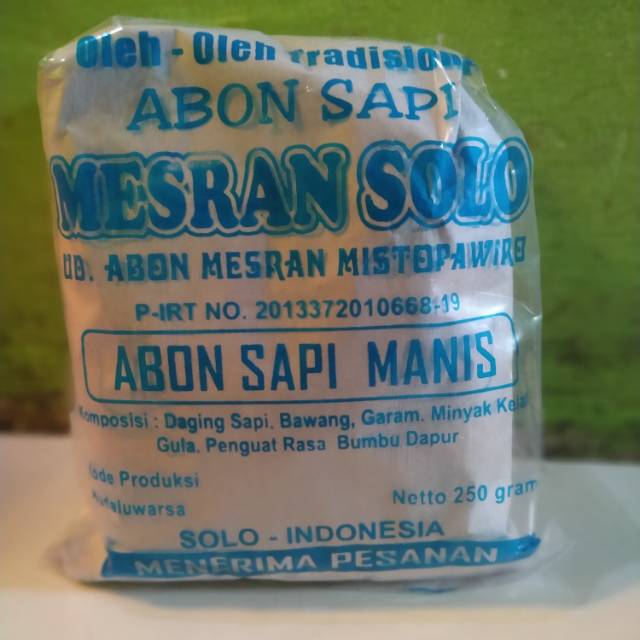 Oleh - Oleh Tradisional
ABON SAPI
MESRAN SOLO
UD. ABON MESRAN MISTOPAWIRO
P-IRT NO. 2013372010668-19
ABON SAPI MANIS
Komposisi : Daging Sapi. Bawang, Garam. Minyak Kelapa
Gula. Penguat Rasa Bumbu Dapur
Kode Produksi
Kadaluwarsa
Netto 250 gram
SOLO - INDONESIA
MENERIMA PESANAN